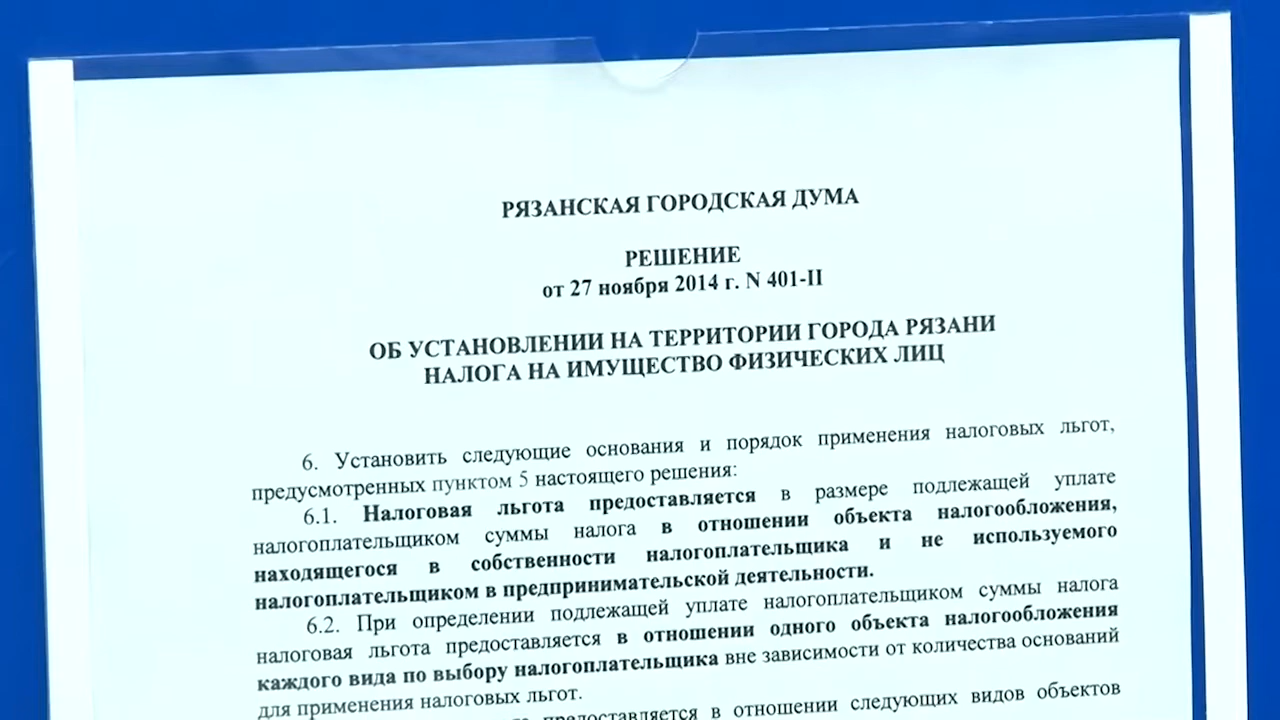 РЯЗАНСКАЯ ГОРОДСКАЯ ДУМА
РЕШЕНИЕ
от 27 ноября 2014 г. N 401-II
ОБ УСТАНОВЛЕНИИ НА ТЕРРИТОРИИ ГОРОДА РЯЗАНИ
НАЛОГА НА ИМУЩЕСТВО ФИЗИЧЕСКИХ ЛИЦ
6. Установить следующие основания и порядок применения налоговых льгот,
предусмотренных пунктом 5 настоящего решения:
6.1. Налоговая льгота предоставляется в размере подлежащей уплате
налогоплательщиком суммы налога в отношении объекта налогообложения,
находящегося в собственности налогоплательщика и не используемого
налогоплательщиком в предпринимательской деятельности.
6.2. При определении подлежащей уплате налогоплательщиком суммы налога
налоговая льгота предоставляется в отношении одного объекта налогообложения
каждого вида по выбору налогоплательщика вне зависимости от количества оснований
для применения налоговых льгот.
предоставляется в отношении следующих видов объектов